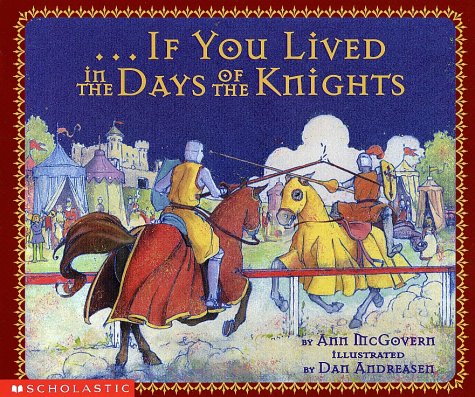 ... IF YOU LIVED
IN THE DAYS OF THE KNIGHTS
BY ANN MCGOVERN
ILLUSTRATED
BY DAN ANDREASEN
SCHOLASTIC